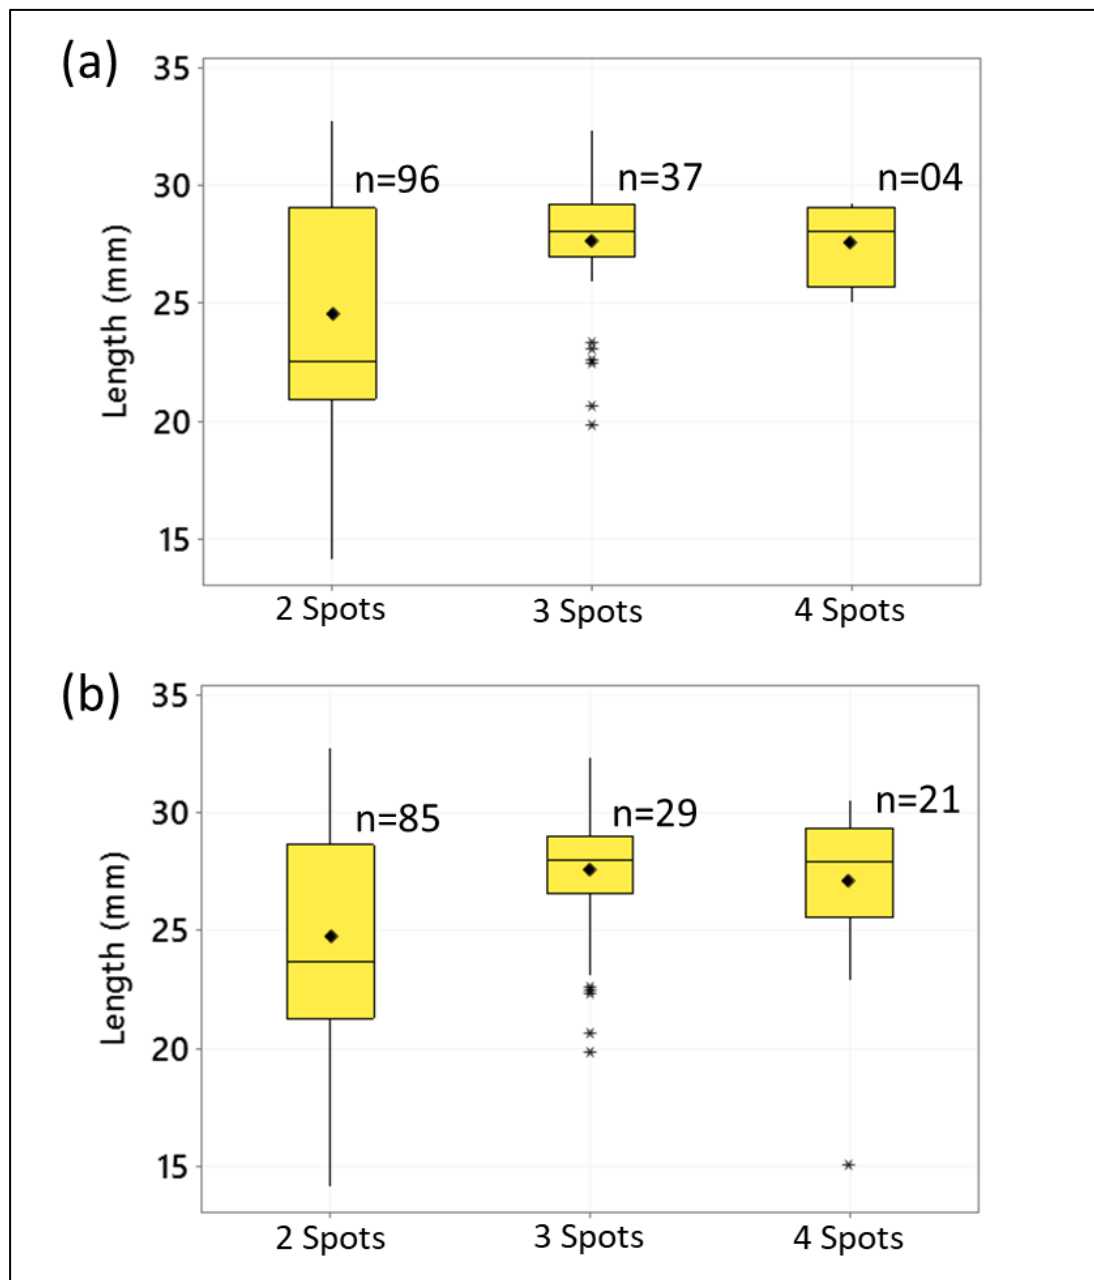 (a)
35
30
25
20
15
Length (mm)
n=96
n=37
n=04
2 Spots
3 Spots
4 Spots
(b)
35
30
25
20
15
Length (mm)
n=85
n=29
n=21
2 Spots
3 Spots
4 Spots